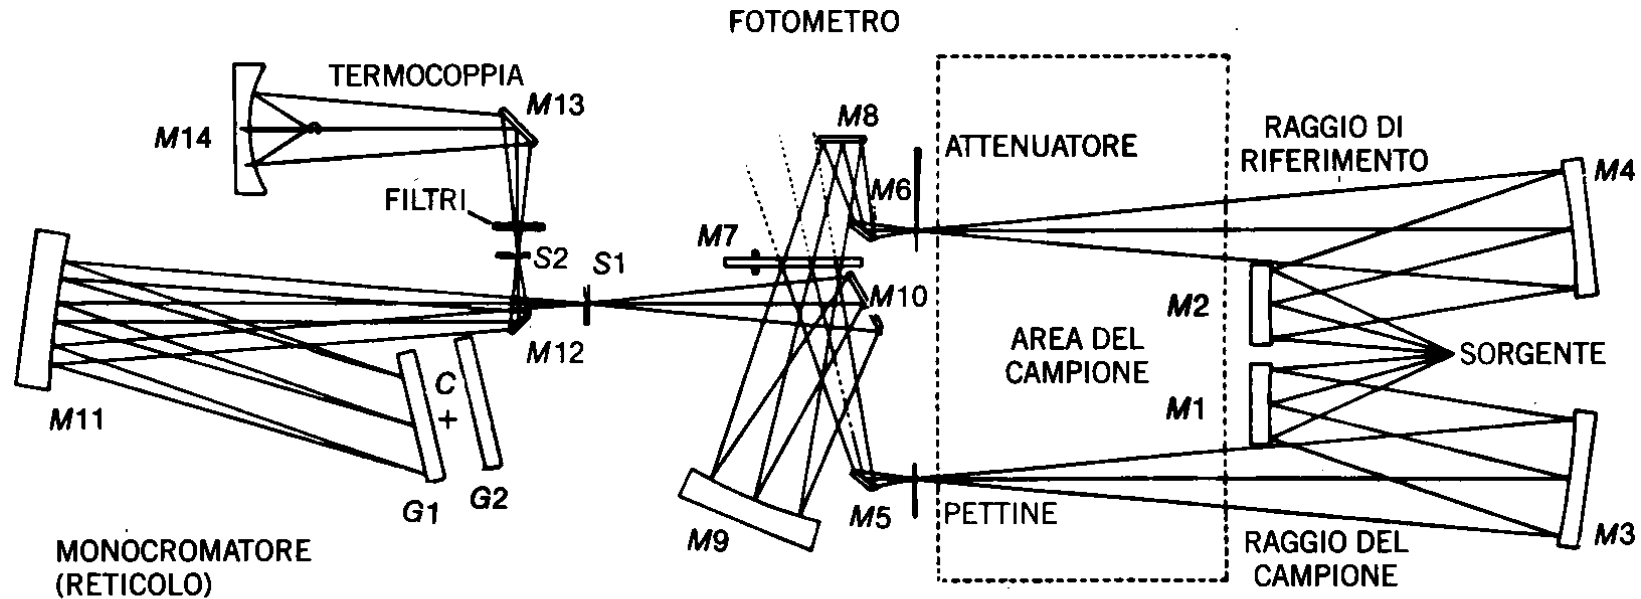 FOTOMETRO
TERMOCOPPIA
M13
M14
M8
ATTENUATORE
RAGGIO DI
RIFERIMENTO
M4
M6
FILTRI
M7
S2
S1
M10
M2
AREA DEL
CAMPIONE
SORGENTE
M12
C
+
M1
M11
G1
G2
M9
M5
PETTINE
M3
MONOCROMATORE
(RETICOLO)
RAGGIO DEL
CAMPIONE